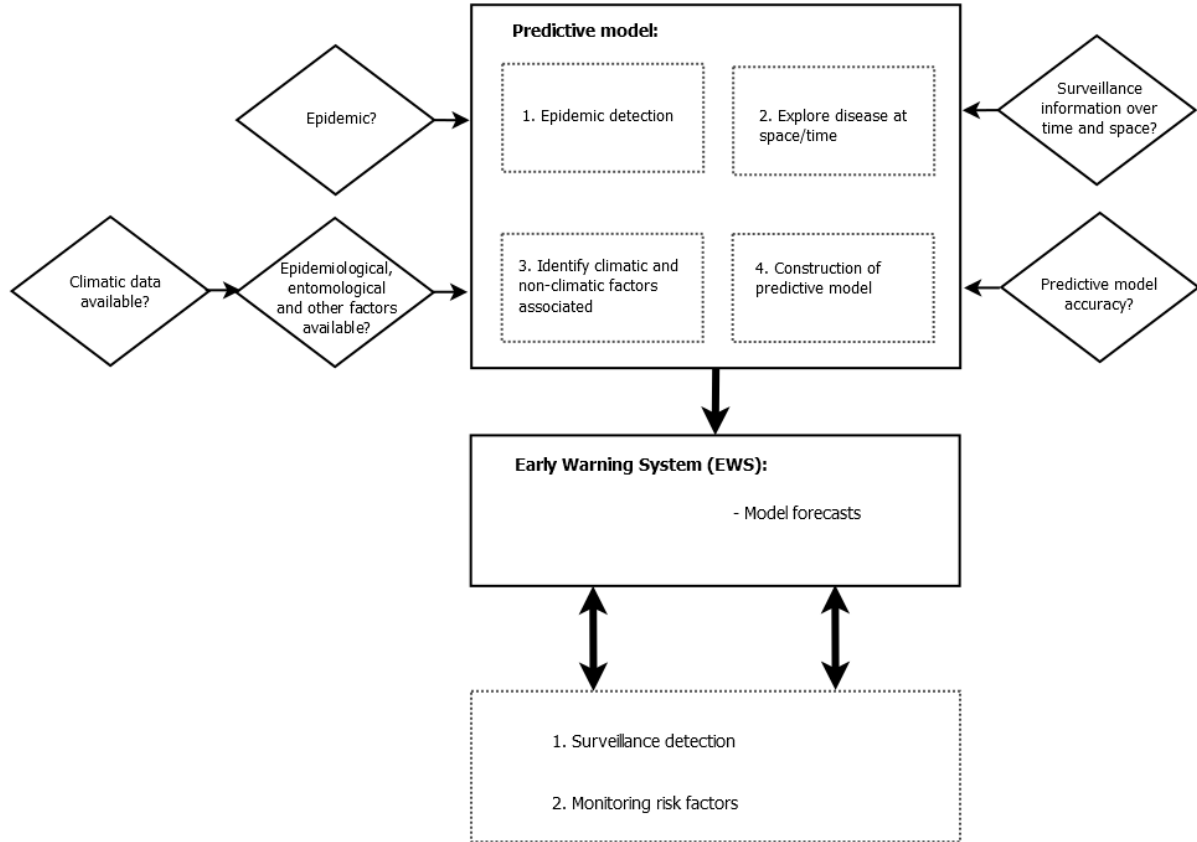 Predictive model:
Epidemic?
1. Epidemic detection
2. Explore disease at
space/time
Surveillance
information over
time and space?
Climatic data
available?
Epidemiological,
entomological
and other factors
available?
3. Identify climatic and
non-climatic factors
associated
4. Construction of
predictive model
Predictive model
accuracy?
Early Warning System (EWS):
- Model forecasts
1. Surveillance detection
2. Monitoring risk factors